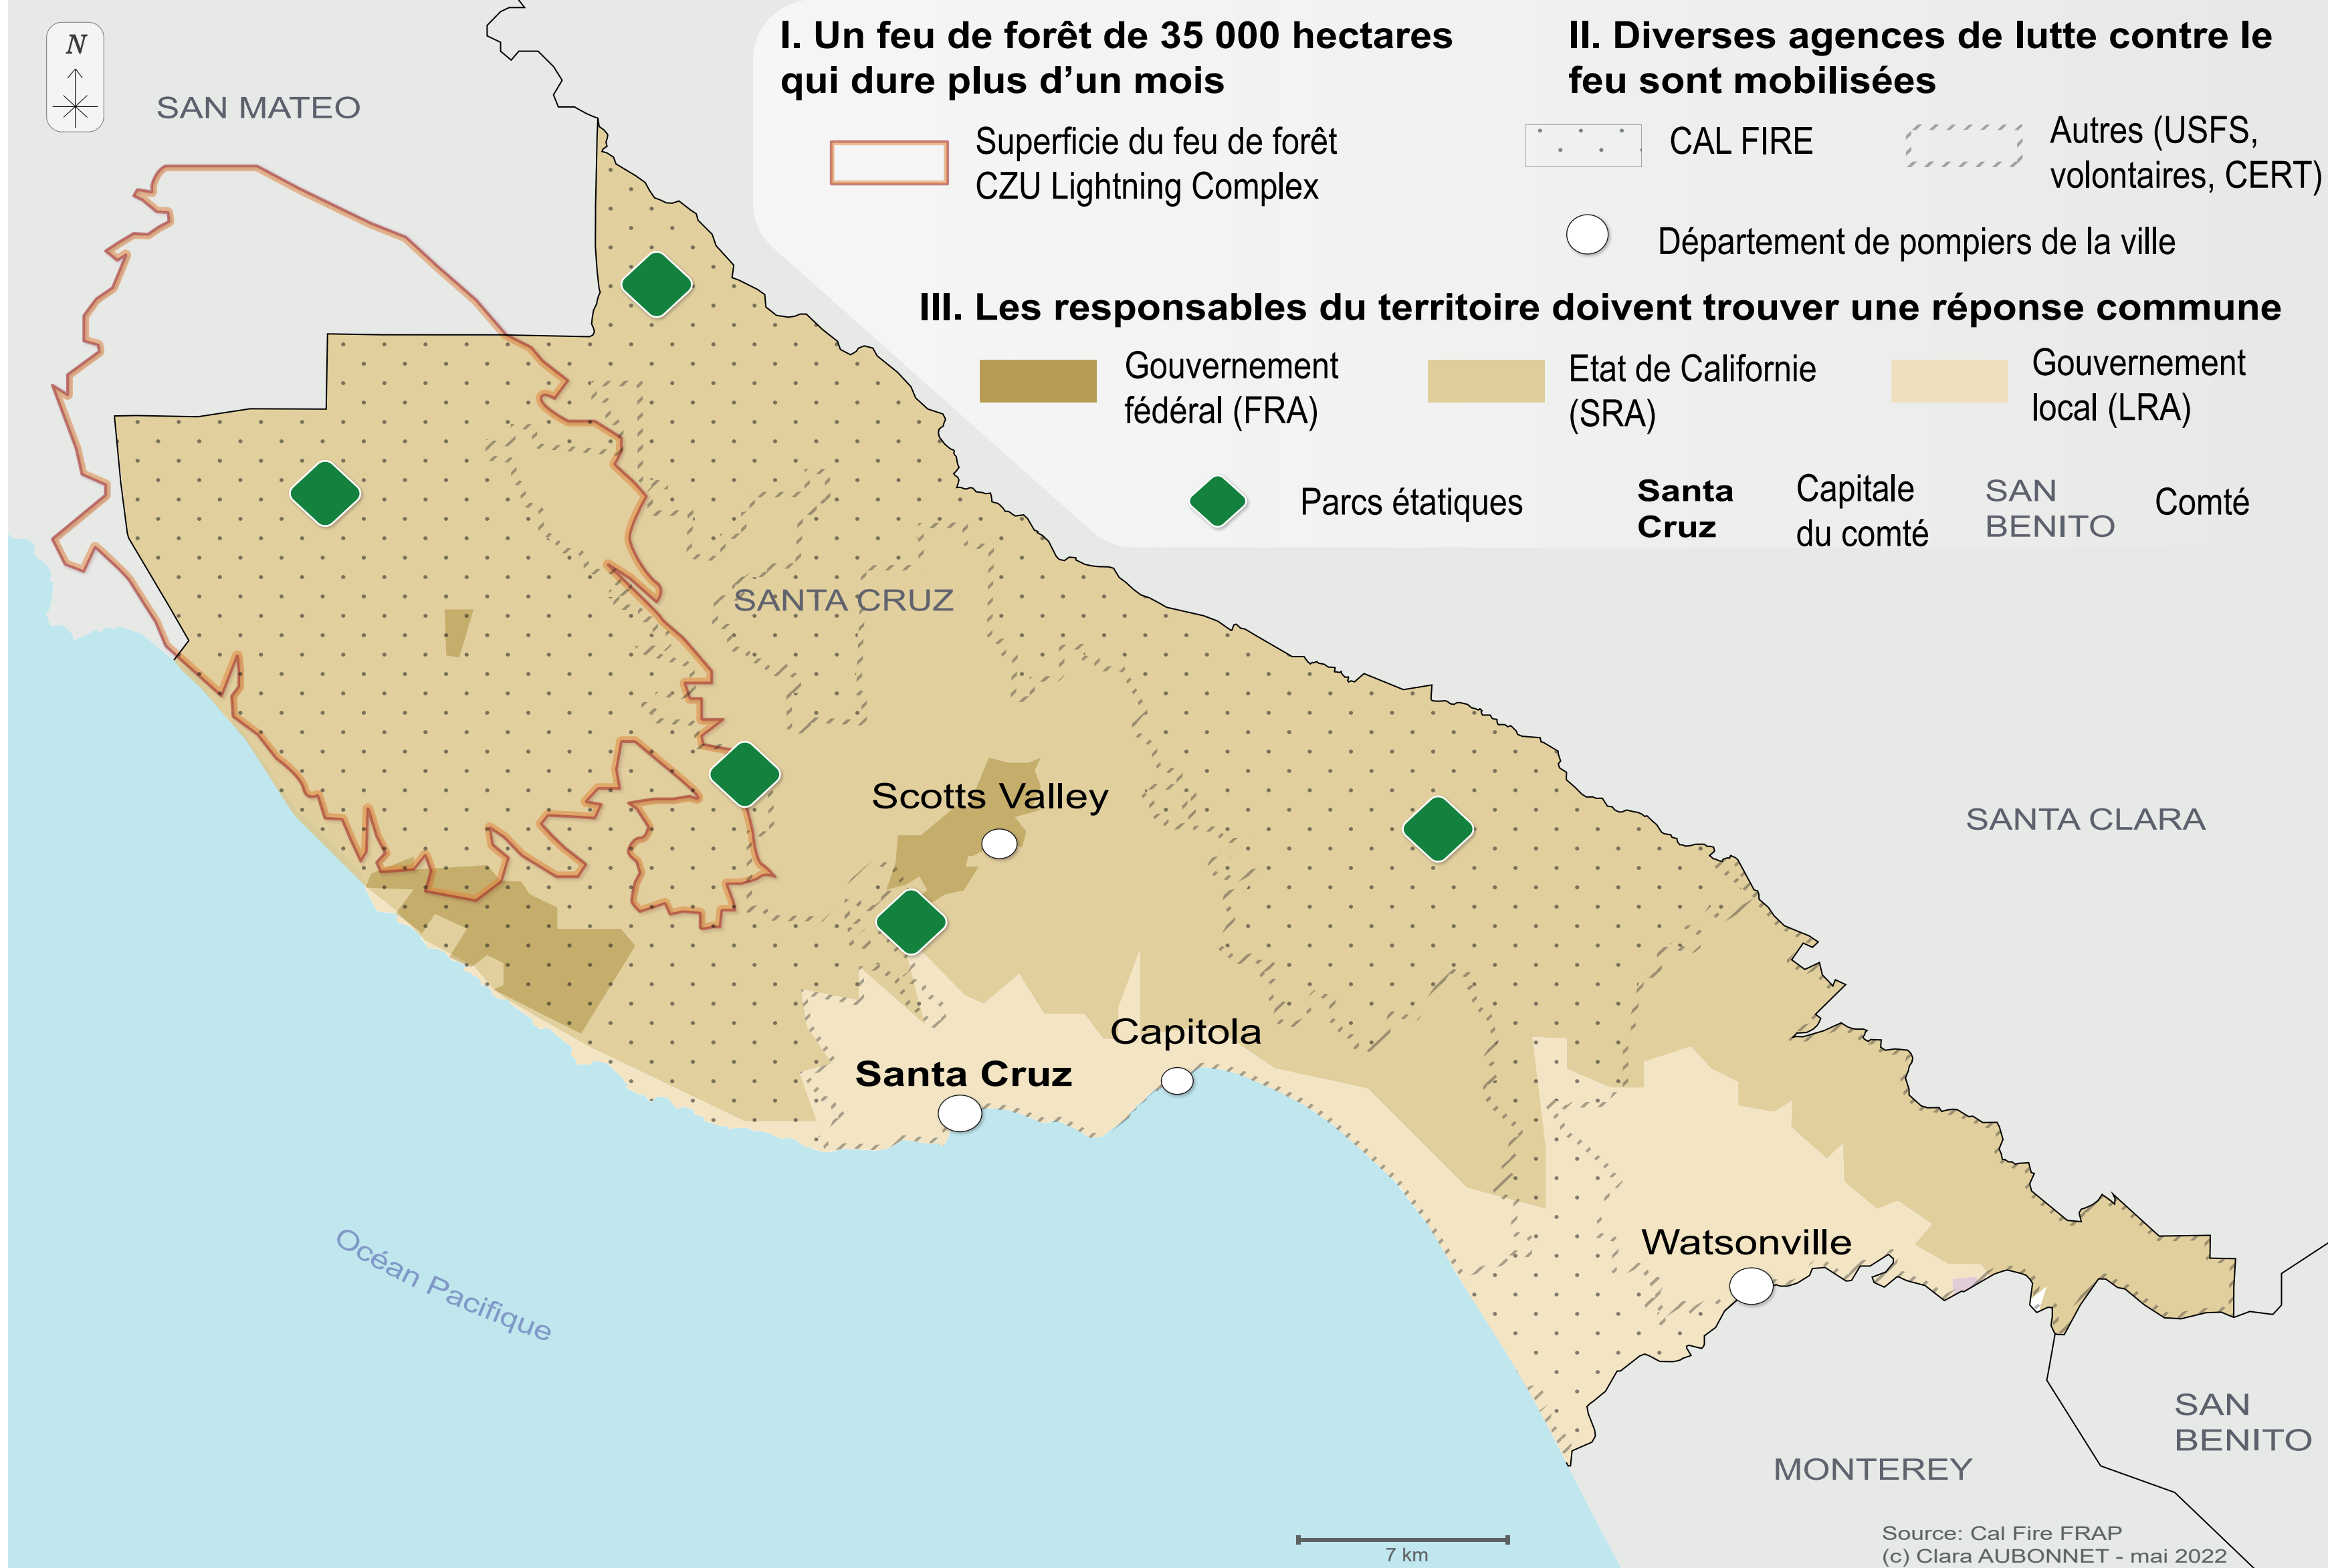 N
I. Un feu de forêt de 35 000 hectares
qui dure plus d’un mois
Superficie du feu de forêt
CZU Lightning Complex
II. Diverses agences de lutte contre le
feu sont mobilisées
CAL FIRE
Autres (USFS,
volontaires, CERT)
Département de pompiers de la ville
III. Les responsables du territoire doivent trouver une réponse commune
Gouvernement
fédéral (FRA)
Etat de Californie
(SRA)
Gouvernement
local (LRA)
Parcs étatiques
Santa
Cruz
Capitale
du comté
SAN
BENITO
Comté
SAN MATEO
SANTA CRUZ
Scotts Valley
SANTA CLARA
Capitola
Santa Cruz
Watsonville
Océan Pacifique
SAN
BENITO
MONTEREY
7 km
Source: Cal Fire FRAP
(c) Clara AUBONNET - mai 2022